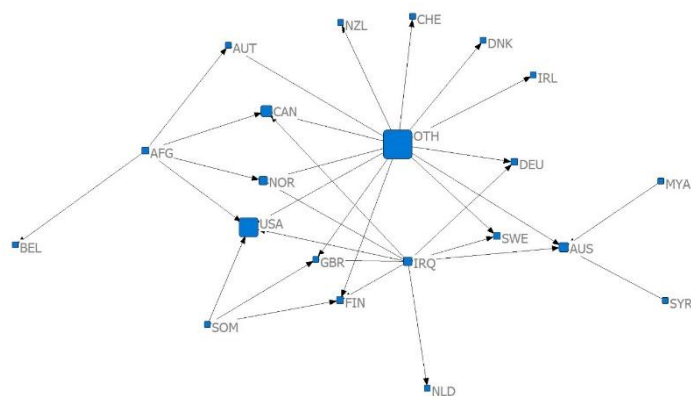 NZL
CHE
DNK
AUT
IRL
CAN
OTH
AFG
DEU
NOR
MYA
USA
SWE
AUS
BEL
GBR
IRQ
FIN
SYR
SOM
NLD